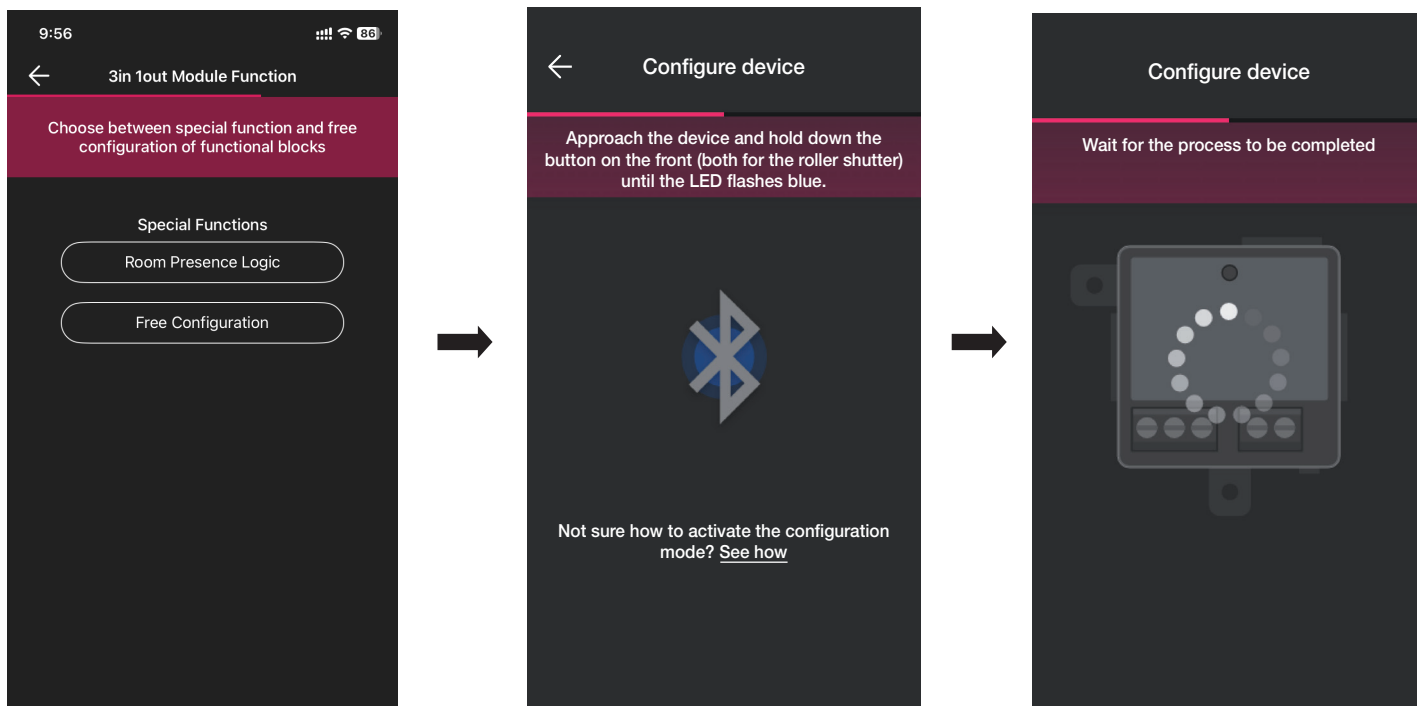 9:56
86
3in 1out Module Function
Choose between special function and free
configuration of functional blocks
Special Functions
Room Presence Logic
Free Configuration
Configure device
Approach the device and hold down the
button on the front (both for the roller shutter)
until the LED flashes blue.
Not sure how to activate the configuration
mode? See how
Configure device
Wait for the process to be completed